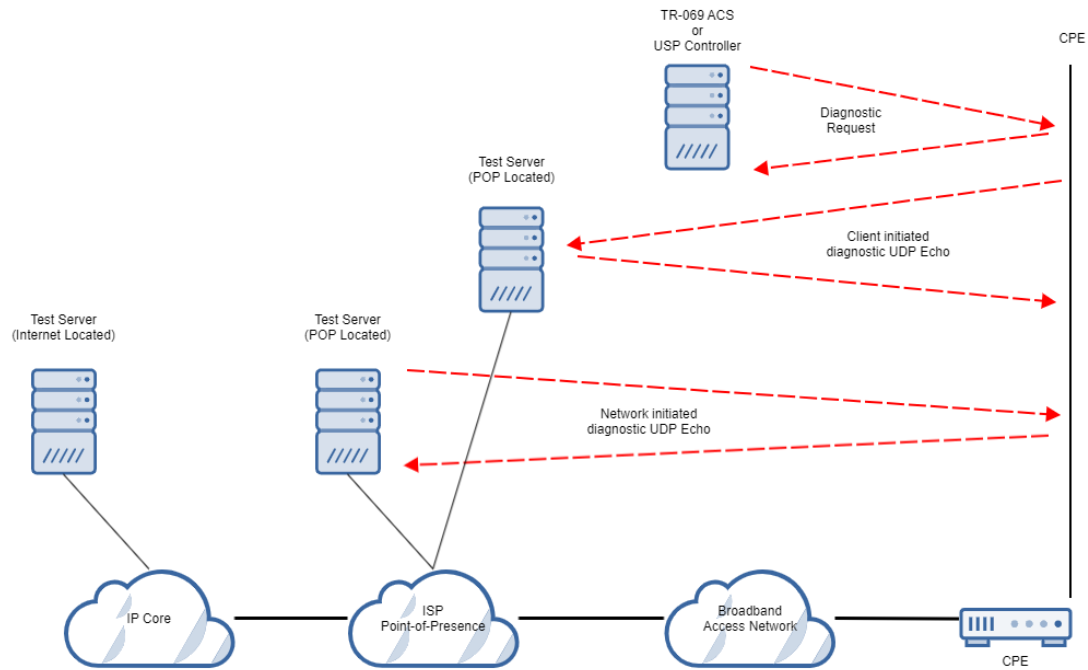 TR-069 ACS
or
USP Controller
CPE
Diagnostic
Request
Test Server
(POP Located)
Client initiated
diagnostic UDP Echo
Test Server
(Internet Located)
Test Server
(POP Located)
Network initiated
diagnostic UDP Echo
IP Core
ISP
Point-of-Presence
Broadband
Access Network
CPE